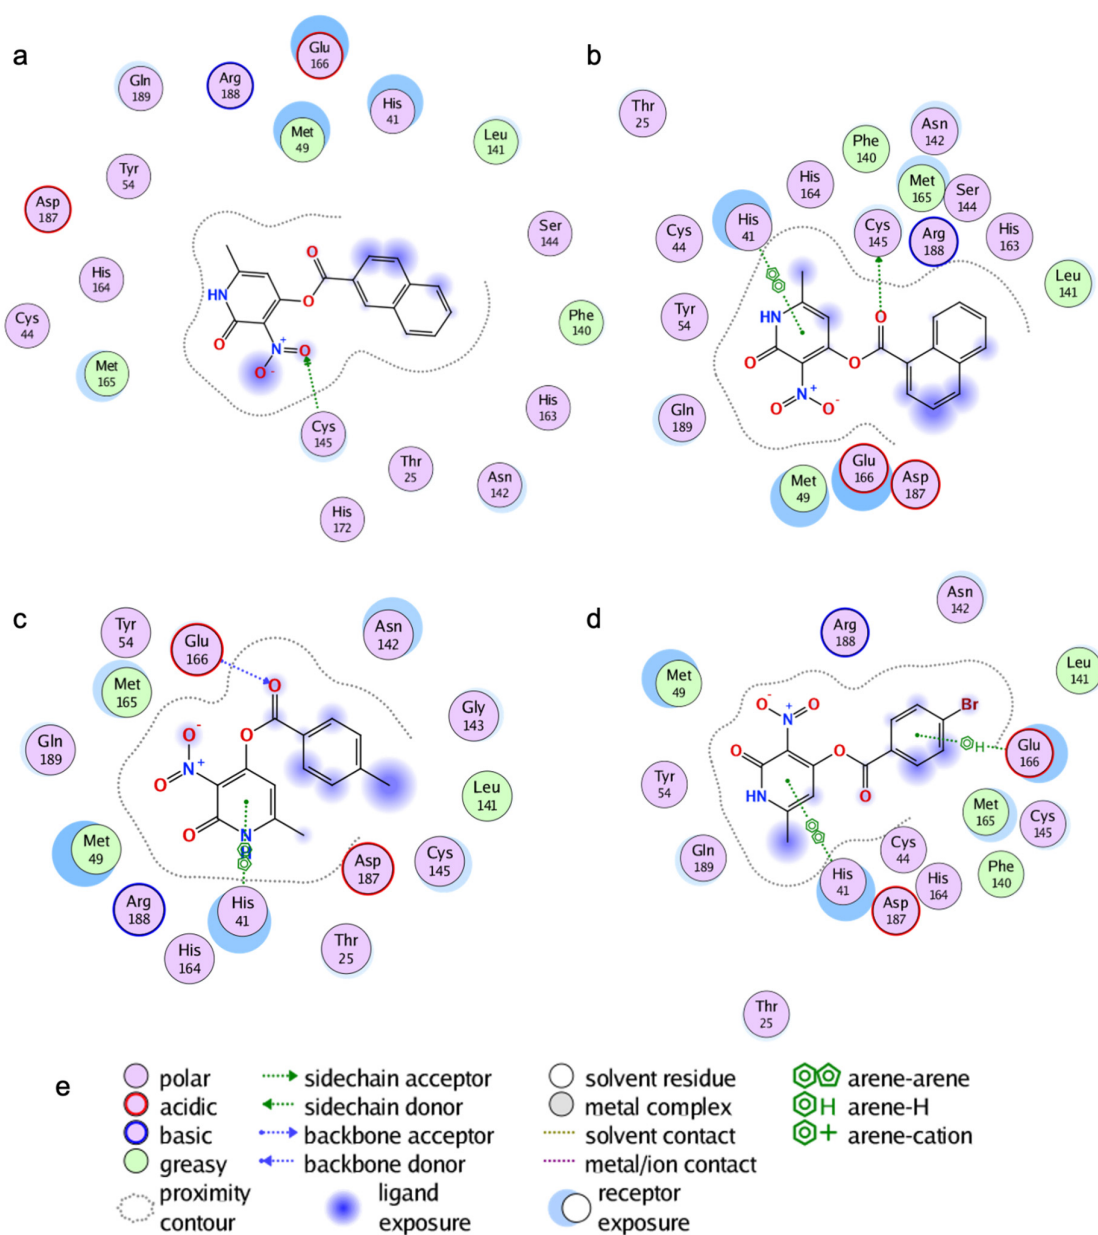 a
Glu
166
Gln
189
Arg
188
His
41
Met
49
Leu
141
Tyr
54
Asp
187
Ser
144
His
164
Cys
44
Phe
140
Met
165
His
163
Cys
145
Thr
25
Asn
142
His
172
HN
O
O
O
N
+
O
O
-
b
Thr
25
Asn
142
Phe
140
His
164
Met
165
Ser
144
His
41
Cys
145
Cys
44
Arg
188
His
163
Leu
141
Tyr
54
Gln
189
Glu
166
Asp
187
Met
49
HN
O
O
O
N
+
O
O
-
c
Tyr
54
Glu
166
Asn
142
Met
165
Gly
143
Gln
189
Leu
141
Met
49
Asp
187
Cys
145
Arg
188
His
41
His
164
Thr
25
O
O
-
O
N
+
O
O
N
H
d
Asn
142
Arg
188
Met
49
Leu
141
Glu
166
Tyr
54
Met
165
Cys
145
Gln
189
Cys
44
Phe
140
His
41
His
164
Asp
187
Thr
25
-
O
O
N
+
Br
O
O
HN
O
H
e
polar
sidechain acceptor
solvent residue
arene-arene
acidic
sidechain donor
metal complex
H
arene-H
basic
backbone acceptor
solvent contact
+
arene-cation
greasy
backbone donor
metal/ion contact
proximity
contour
ligand
exposure
receptor
exposure